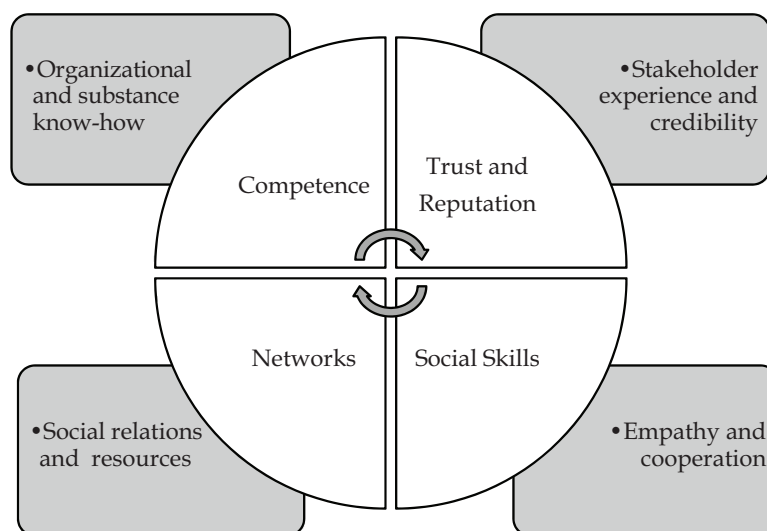 •Organizational
and substance
know-how
•Stakeholder
experience and
credibility
Competence
Trust and
Reputation
Networks
Social Skills
•Social relations
and resources
•Empathy and
cooperation